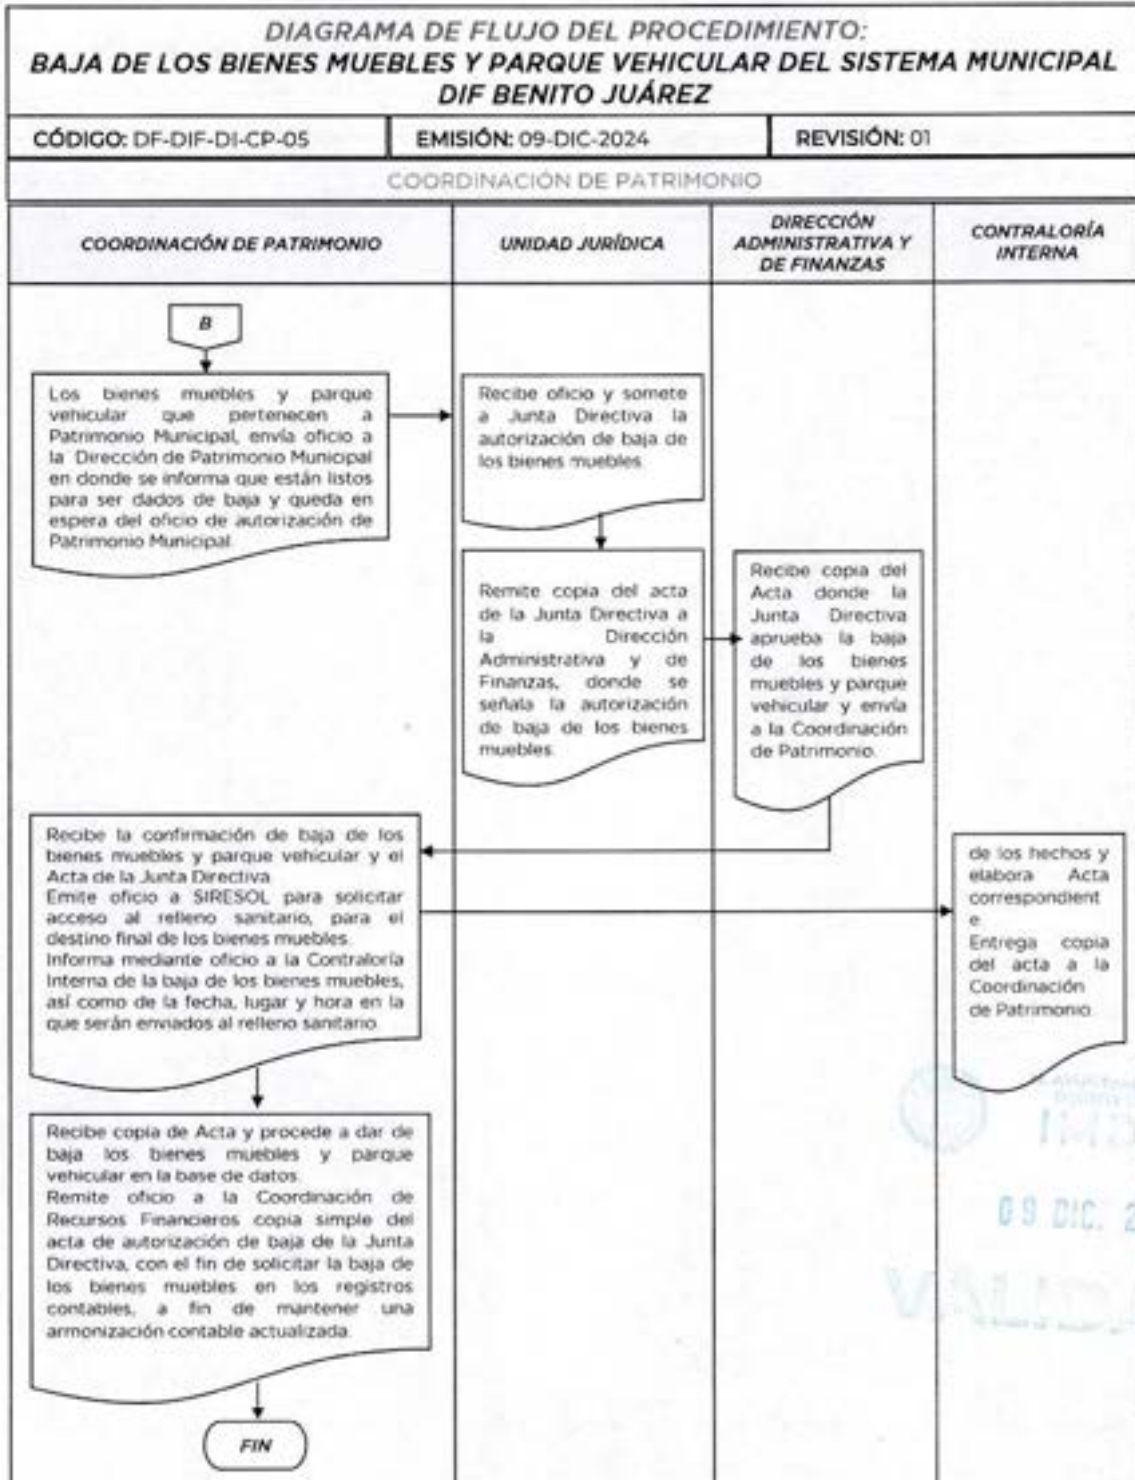 DIAGRAMA DE FLUJO DEL PROCEDIMIENTO:
BAJA DE LOS BIENES MUEBLES Y PARQUE VEHICULAR DEL SISTEMA MUNICIPAL
DIF BENITO JUÁREZ
CÓDIGO: DF-DIF-DI-CP-05
EMISIÓN: 09-DIC-2024
REVISIÓN: 01
COORDINACIÓN DE PATRIMONIO
COORDINACIÓN DE PATRIMONIO
UNIDAD JURÍDICA
DIRECCIÓN
ADMINISTRATIVA Y
DE FINANZAS
CONTRALORÍA
INTERNA
B
Los bienes muebles y parque
vehicular que pertenecen a
Patrimonio Municipal, envía oficio a
la Dirección de Patrimonio Municipal
en donde se informa que están listos
para ser dados de baja y queda en
espera del oficio de autorización de
Patrimonio Municipal.
Recibe oficio y somete
a Junta Directiva la
autorización de baja de
los bienes muebles.
Remite copia del acta
de la Junta Directiva a
la Dirección
Administrativa y de
Finanzas, donde se
señala la autorización
de baja de los bienes
muebles.
Recibe copia del
Acta donde la
Junta Directiva
aprueba la baja
de los bienes
muebles y parque
vehicular y envía
a la Coordinación
de Patrimonio.
Recibe la confirmación de baja de los
bienes muebles y parque vehicular y el
Acta de la Junta Directiva.
Emite oficio a SIRESOL para solicitar
acceso al relleno sanitario, para el
destino final de los bienes muebles.
Informa mediante oficio a la Contraloría
Interna de la baja de los bienes muebles,
así como de la fecha, lugar y hora en la
que serán enviados al relleno sanitario.
de los hechos y
elabora Acta
correspondient
e
Entrega copia
del acta a la
Coordinación
de Patrimonio.
Recibe copia de Acta y procede a dar de
baja los bienes muebles y parque
vehicular en la base de datos.
Remite oficio a la Coordinación de
Recursos Financieros copia simple del
acta de autorización de baja de la Junta
Directiva, con el fin de solicitar la baja de
los bienes muebles en los registros
contables, a fin de mantener una
armonización contable actualizada.
09 DIC. 2
FIN